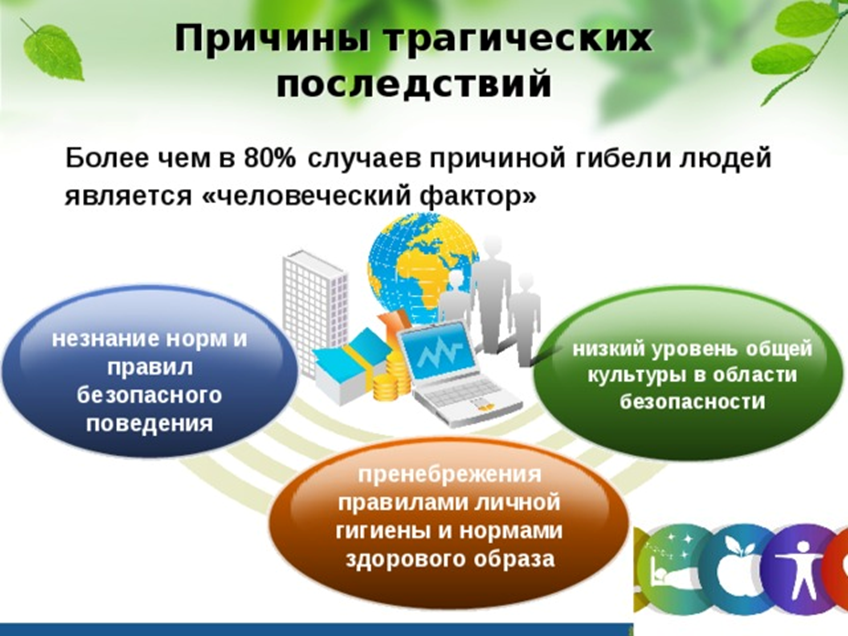 Причины трагических
последствий
Более чем в 80% случаев причиной гибели людей
является «человеческий фактор»
незнание норм и
правил
безопасного
поведения
низкий уровень общей
культуры в области
безопасности
пренебрежения
правилами личной
гигиены и нормами
здорового образа